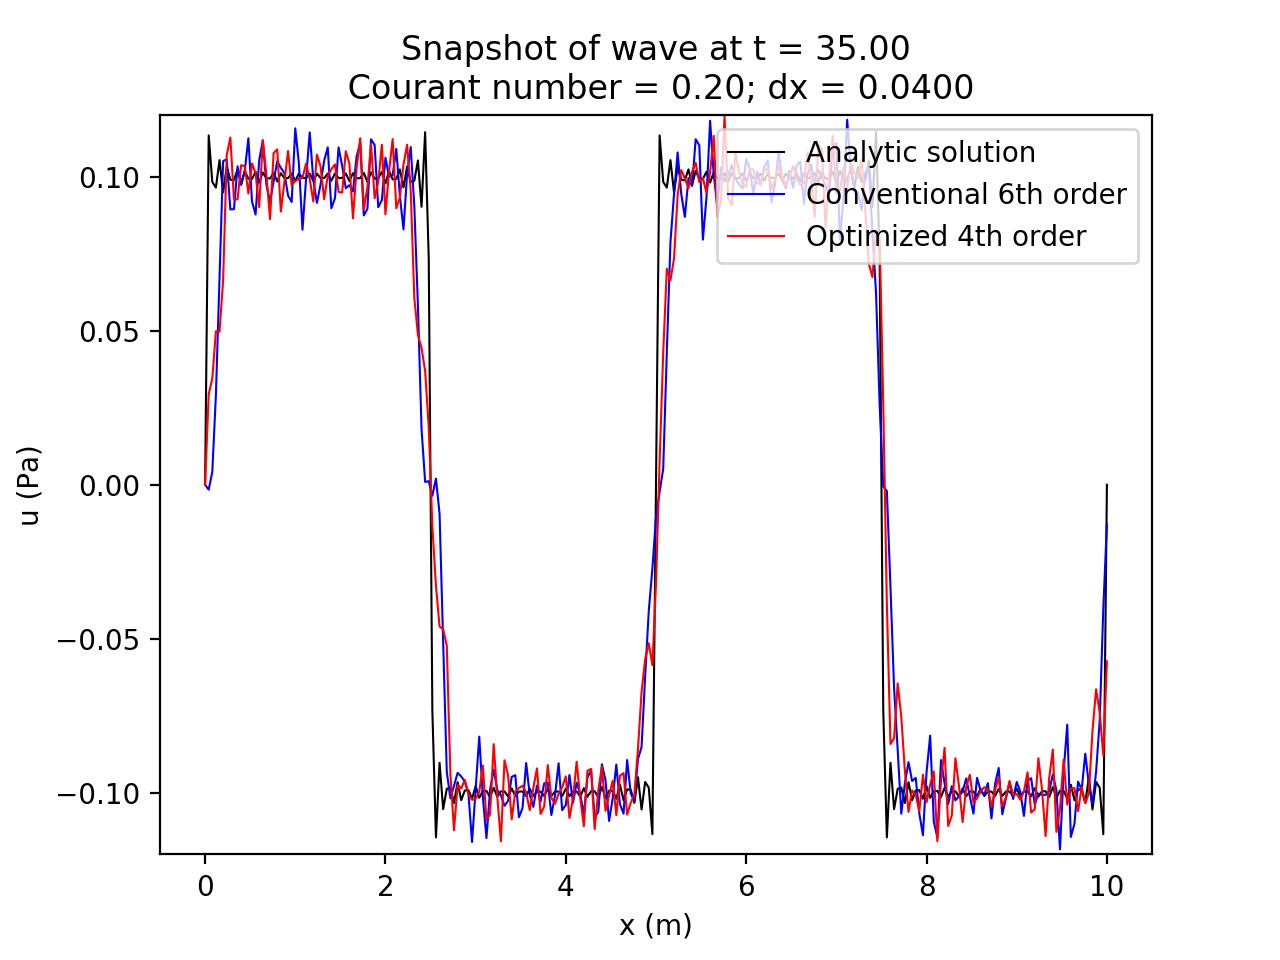 Snapshot of wave at t = 35.00
Courant number = 0.20; dx = 0.0400
Analytic solution
Conventional 6th order
Optimized 4th order
u (Pa)
0.10
0.05
0.00
−0.05
−0.10
0 2 4 6 8 10
x (m)